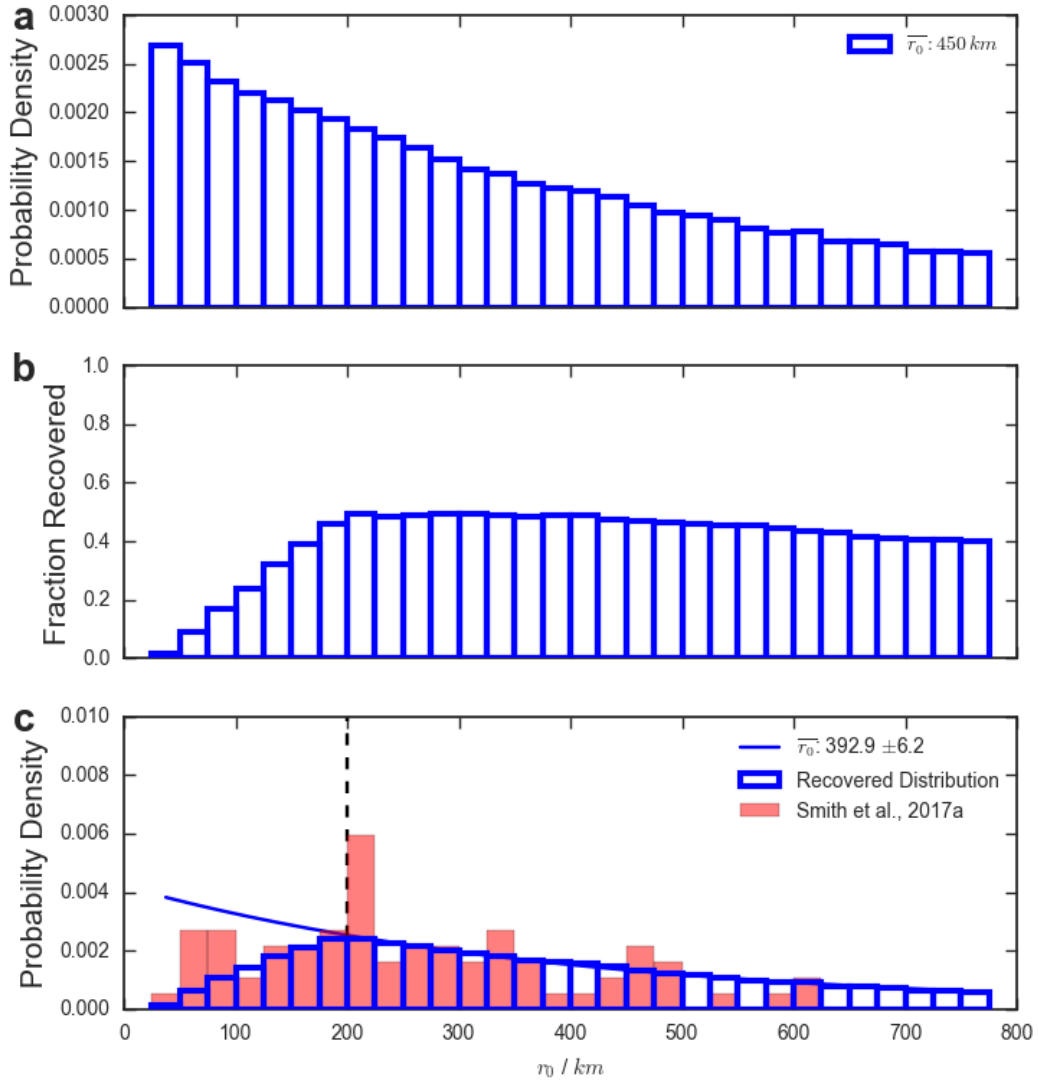 a
0.0030
0.0025
0.0020
0.0015
0.0010
0.0005
0.0000
Probability Density
r̅₀: 450 km
b
1.0
0.8
0.6
0.4
0.2
0.0
Fraction Recovered
c
0.010
0.008
0.006
0.004
0.002
0.000
Probability Density
r̅₀: 392.9 ±6.2
Recovered Distribution
Smith et al., 2017a
0 100 200 300 400 500 600 700 800
r₀ / km